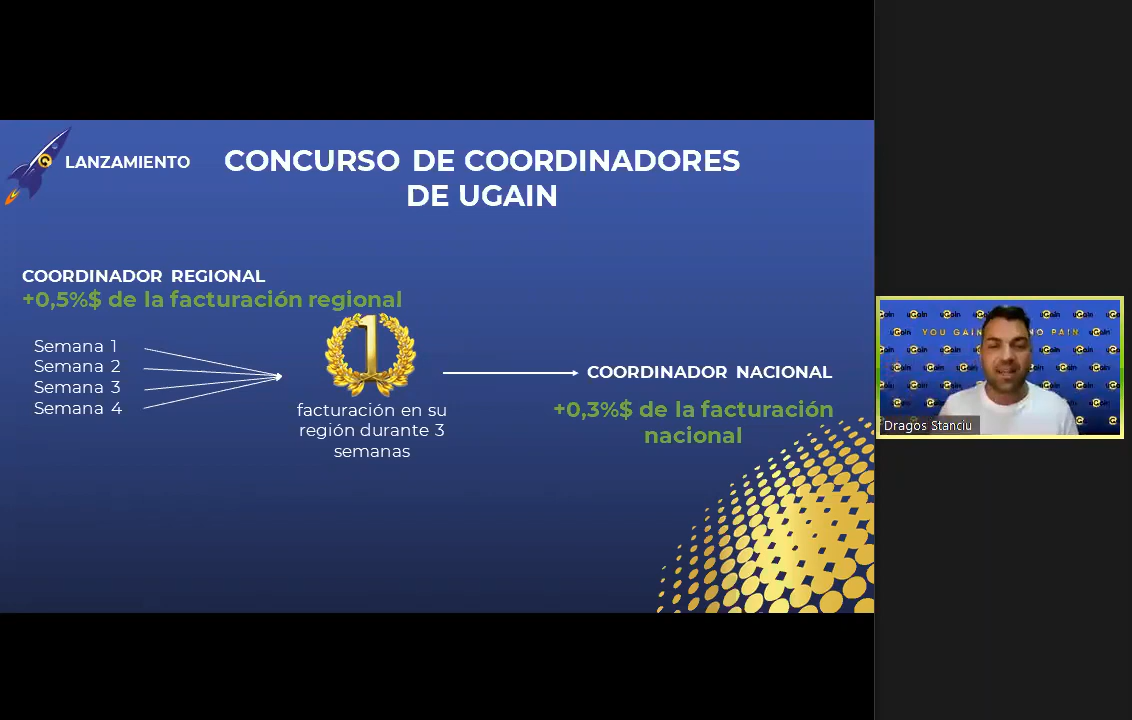 LANZAMIENTO
CONCURSO DE COORDINADORES
DE UGAIN
COORDINADOR REGIONAL
+0,5%$ de la facturación regional
Semana 1
Semana 2
Semana 3
Semana 4
1
facturación en su
región durante 3
semanas
COORDINADOR NACIONAL
+0,3%$ de la facturación
nacional
YOU GAIN NO PAIN
uGain
Dragos Stanciu